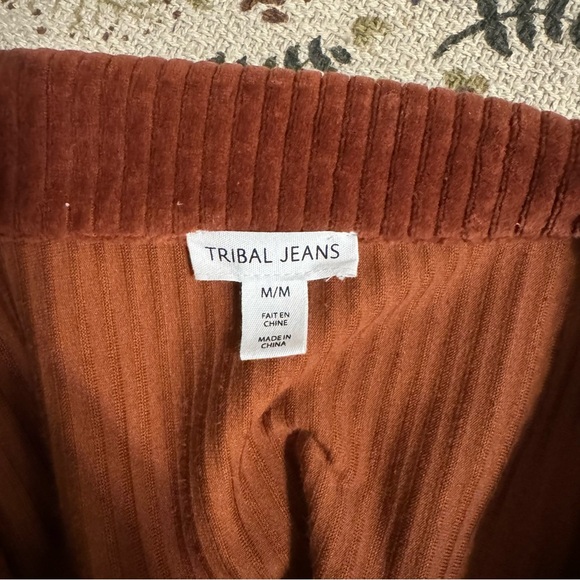 TRIBAL JEANS
M/M
FAIT EN
CHINE
MADE IN
CHINA